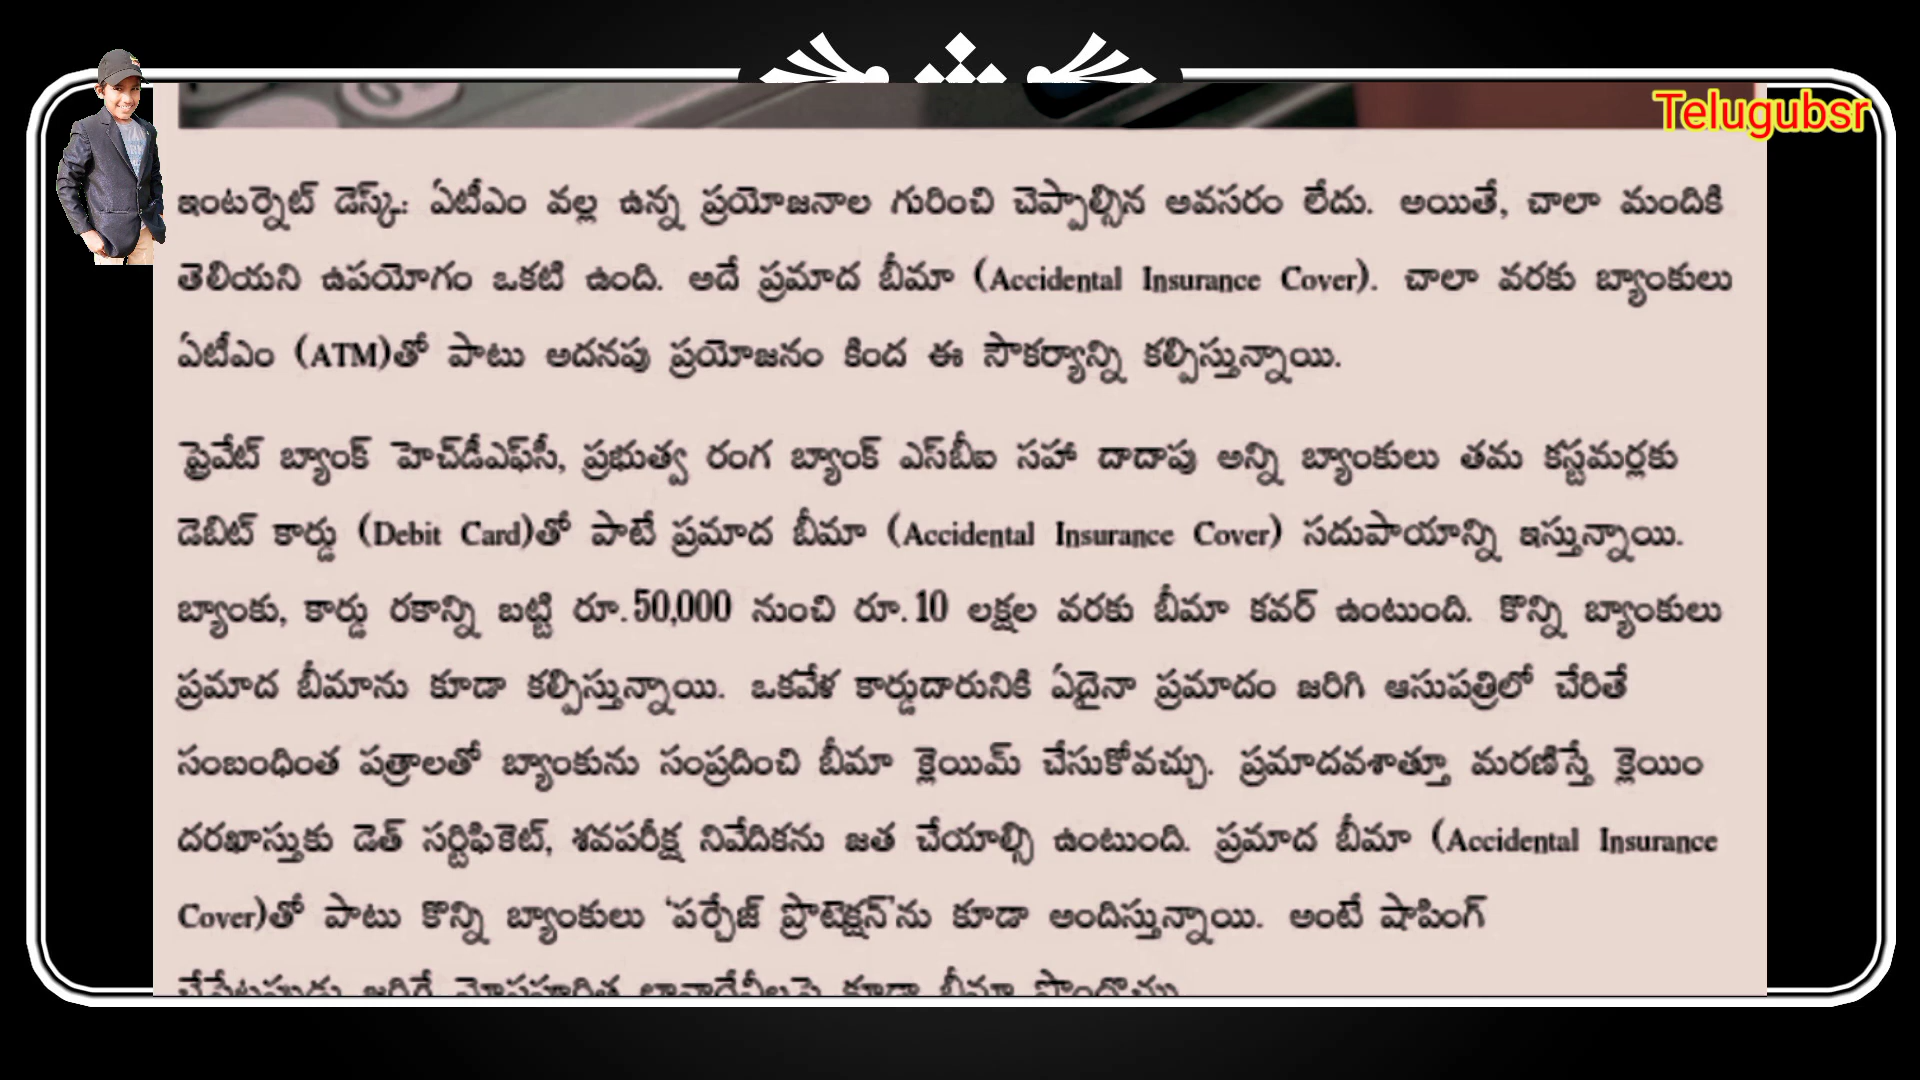 Telugubsr
ఇంటర్నెట్ డెస్క్: ఏటీఎం వల్ల ఉన్న ప్రయోజనాల గురించి చెప్పాల్సిన అవసరం లేదు. అయితే, చాలా మందికి
తెలియని ఉపయోగం ఒకటి ఉంది. అదే ప్రమాద బీమా (Accidental Insurance Cover). చాలా వరకు బ్యాంకులు
ఏటీఎం (ATM)తో పాటు అదనపు ప్రయోజనం కింద ఈ సౌకర్యాన్ని కల్పిస్తున్నాయి.
ప్రైవేట్ బ్యాంక్ హెచ్‌డీఎఫ్‌సీ, ప్రభుత్వ రంగ బ్యాంక్ ఎస్‌బీఐ సహా దాదాపు అన్ని బ్యాంకులు తమ కస్టమర్లకు
డెబిట్ కార్డు (Debit Card)తో పాటే ప్రమాద బీమా (Accidental Insurance Cover) సదుపాయాన్ని ఇస్తున్నాయి.
బ్యాంకు, కార్డు రకాన్ని బట్టి రూ.50,000 నుంచి రూ.10 లక్షల వరకు బీమా కవర్ ఉంటుంది. కొన్ని బ్యాంకులు
ప్రమాద బీమాను కూడా కల్పిస్తున్నాయి. ఒకవేళ కార్డుదారునికి ఏదైనా ప్రమాదం జరిగి ఆసుపత్రిలో చేరితే
సంబంధింత పత్రాలతో బ్యాంకును సంప్రదించి బీమా క్లెయిమ్ చేసుకోవచ్చు. ప్రమాదవశాత్తూ మరణిస్తే క్లెయిం
దరఖాస్తుకు డెత్ సర్టిఫికెట్, శవపరీక్ష నివేదికను జత చేయాల్సి ఉంటుంది. ప్రమాద బీమా (Accidental Insurance
Cover)తో పాటు కొన్ని బ్యాంకులు ‘పర్చేజ్ ప్రొటెక్షన్’ను కూడా అందిస్తున్నాయి. అంటే షాపింగ్
చేసేటప్పుడు జరిగే మోసపూరిత లావాదేవీలపై కూడా బీమా పొందొచ్చు